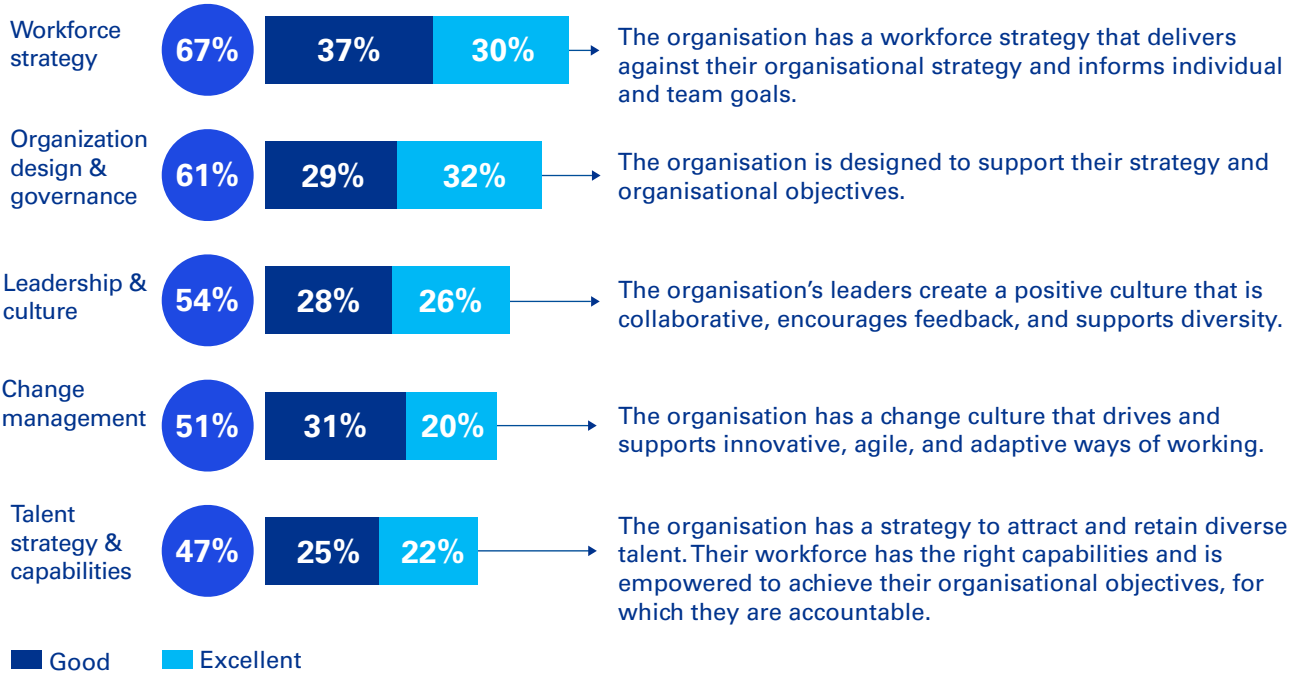 Workforce
strategy
67%
37%
30%
The organisation has a workforce strategy that delivers
against their organisational strategy and informs individual
and team goals.
Organization
design &
governance
61%
29%
32%
The organisation is designed to support their strategy and
organisational objectives.
Leadership &
culture
54%
28%
26%
The organisation’s leaders create a positive culture that is
collaborative, encourages feedback, and supports diversity.
Change
management
51%
31%
20%
The organisation has a change culture that drives and
supports innovative, agile, and adaptive ways of working.
Talent
strategy &
capabilities
47%
25%
22%
The organisation has a strategy to attract and retain diverse
talent. Their workforce has the right capabilities and is
empowered to achieve their organisational objectives, for
which they are accountable.
Good
Excellent